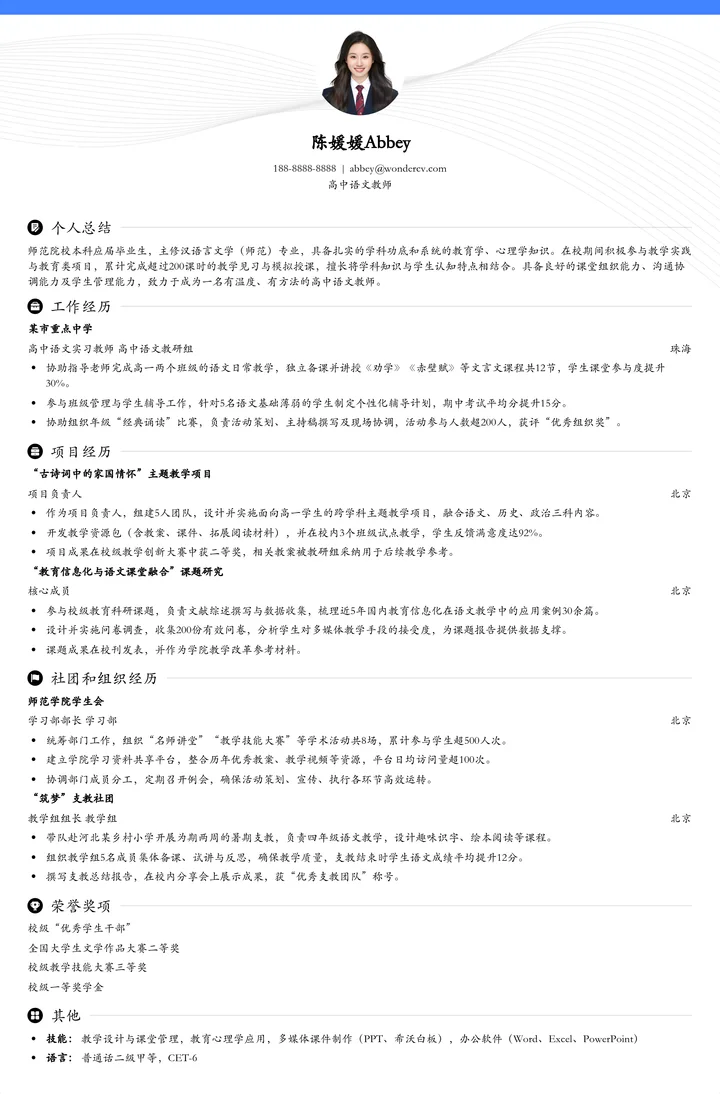 陈媛媛Abbey
188-8888-8888 | abbey@wondercv.com
高中语文教师
个人总结
师范院校本科应届毕业生，主修汉语言文学（师范）专业，具备扎实的学科功底和系统的教育学、心理学知识。在校期间积极参与教学实践
与教育类项目，累计完成超过200课时的教学见习与模拟授课，擅长将学科知识与学生认知特点相结合。具备良好的课堂组织能力、沟通协
调能力及学生管理能力，致力于成为一名有温度、有方法的高中语文教师。
工作经历
某市重点中学
高中语文实习教师 高中语文教研组 珠海
• 协助指导老师完成高一两个班级的语文日常教学，独立备课并讲授《劝学》《赤壁赋》等文言文课程共12节，学生课堂参与度提升
30%。
• 参与班级管理与学生辅导工作，针对5名语文基础薄弱的学生制定个性化辅导计划，期中考试平均分提升15分。
• 协助组织年级“经典诵读”比赛，负责活动策划、主持稿撰写及现场协调，活动参与人数超200人，获评“优秀组织奖”。
项目经历
“古诗词中的家国情怀”主题教学项目
项目负责人 北京
• 作为项目负责人，组建5人团队，设计并实施面向高一学生的跨学科主题教学项目，融合语文、历史、政治三科内容。
• 开发教学资源包（含教案、课件、拓展阅读材料），并在校内3个班级试点教学，学生反馈满意度达92%。
• 项目成果在校级教学创新大赛中获二等奖，相关教案被教研组采纳用于后续教学参考。
“教育信息化与语文课堂融合”课题研究
核心成员 北京
• 参与校级教育科研课题，负责文献综述撰写与数据收集，梳理近5年国内教育信息化在语文教学中的应用案例30余篇。
• 设计并实施问卷调查，收集200份有效问卷，分析学生对多媒体教学手段的接受度，为课题报告提供数据支撑。
• 课题成果在校刊发表，并作为学院教学改革参考材料。
社团和组织经历
师范学院学生会
学习部部长 学习部 北京
• 统筹部门工作，组织“名师讲堂”“教学技能大赛”等学术活动共8场，累计参与学生超500人次。
• 建立学院学习资料共享平台，整合历年优秀教案、教学视频等资源，平台日均访问量超100次。
• 协调部门成员分工，定期召开例会，确保活动策划、宣传、执行各环节高效运转。
“筑梦”支教社团
教学组组长 教学组 北京
• 带队赴河北某乡村小学开展为期两周的暑期支教，负责四年级语文教学，设计趣味识字、绘本阅读等课程。
• 组织教学组5名成员集体备课、试讲与反思，确保教学质量，支教结束时学生语文成绩平均提升12分。
• 撰写支教总结报告，在校内分享会上展示成果，获“优秀支教团队”称号。
荣誉奖项
校级“优秀学生干部”
全国大学生文学作品大赛二等奖
校级教学技能大赛三等奖
校级一等奖学金
其他
• 技能： 教学设计与课堂管理，教育心理学应用，多媒体课件制作（PPT、希沃白板），办公软件（Word、Excel、PowerPoint）
• 语言： 普通话二级甲等，CET-6